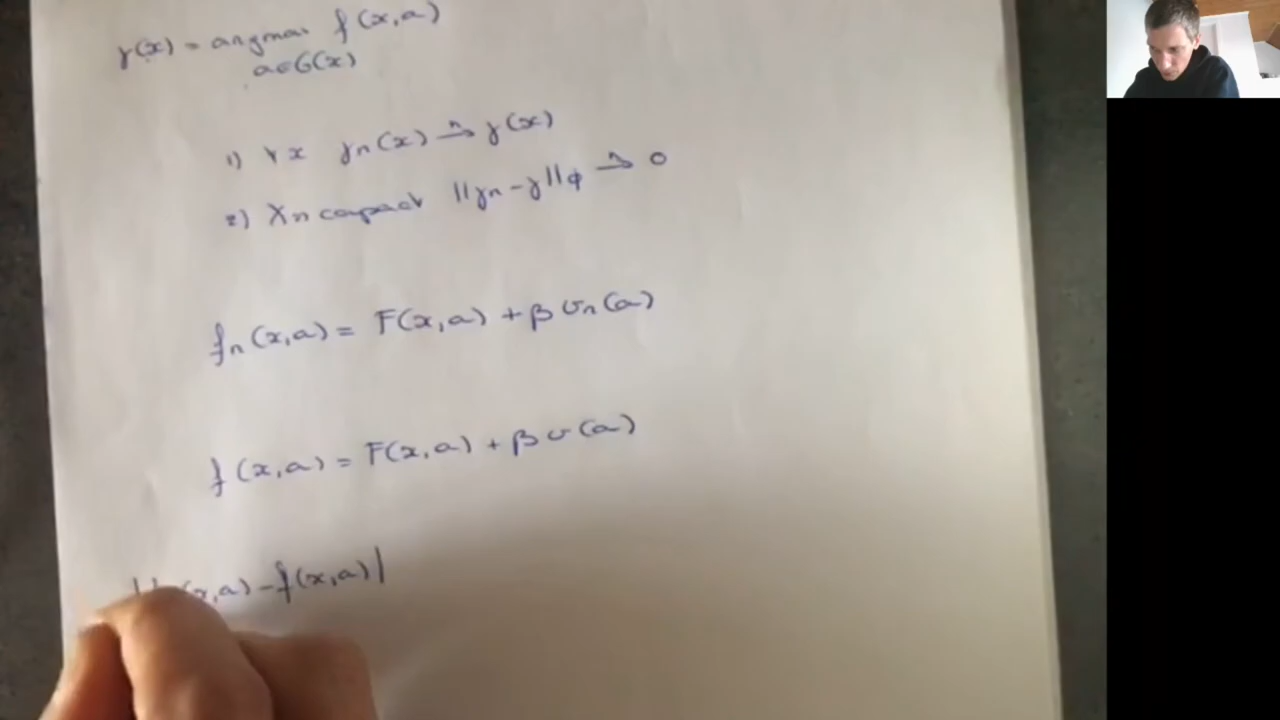 γ(x) = argmax f(x,a)
a∈G(x)
1) ∀x γn(x) →ⁿ γ(x)
2) X n compact ||γn - γ||φ →ⁿ 0
fn(x,a) = F(x,a) + β vn(a)
f(x,a) = F(x,a) + β v(a)
(x,a) - f(x,a)|